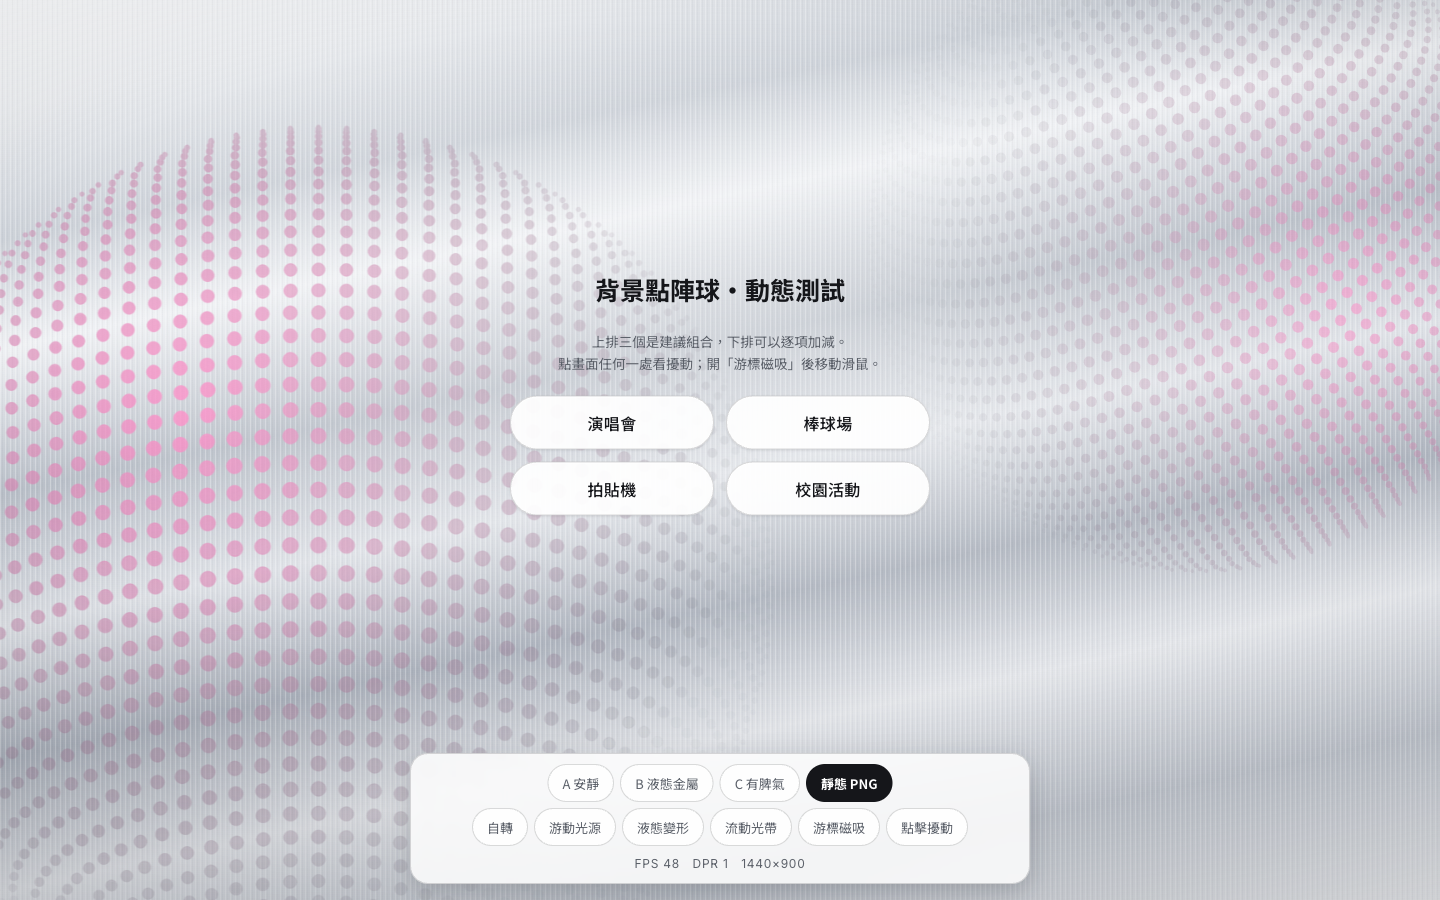 背景點陣球・動態測試
上排三個是建議組合，下排可以逐項加減。
點畫面任何一處看擾動；開「游標磁吸」後移動滑鼠。
演唱會
棒球場
拍貼機
校園活動
A 安靜
B 液態金屬
C 有脾氣
靜態 PNG
自轉
游動光源
液態變形
流動光帶
游標磁吸
點擊擾動
FPS 48 DPR 1 1440×900